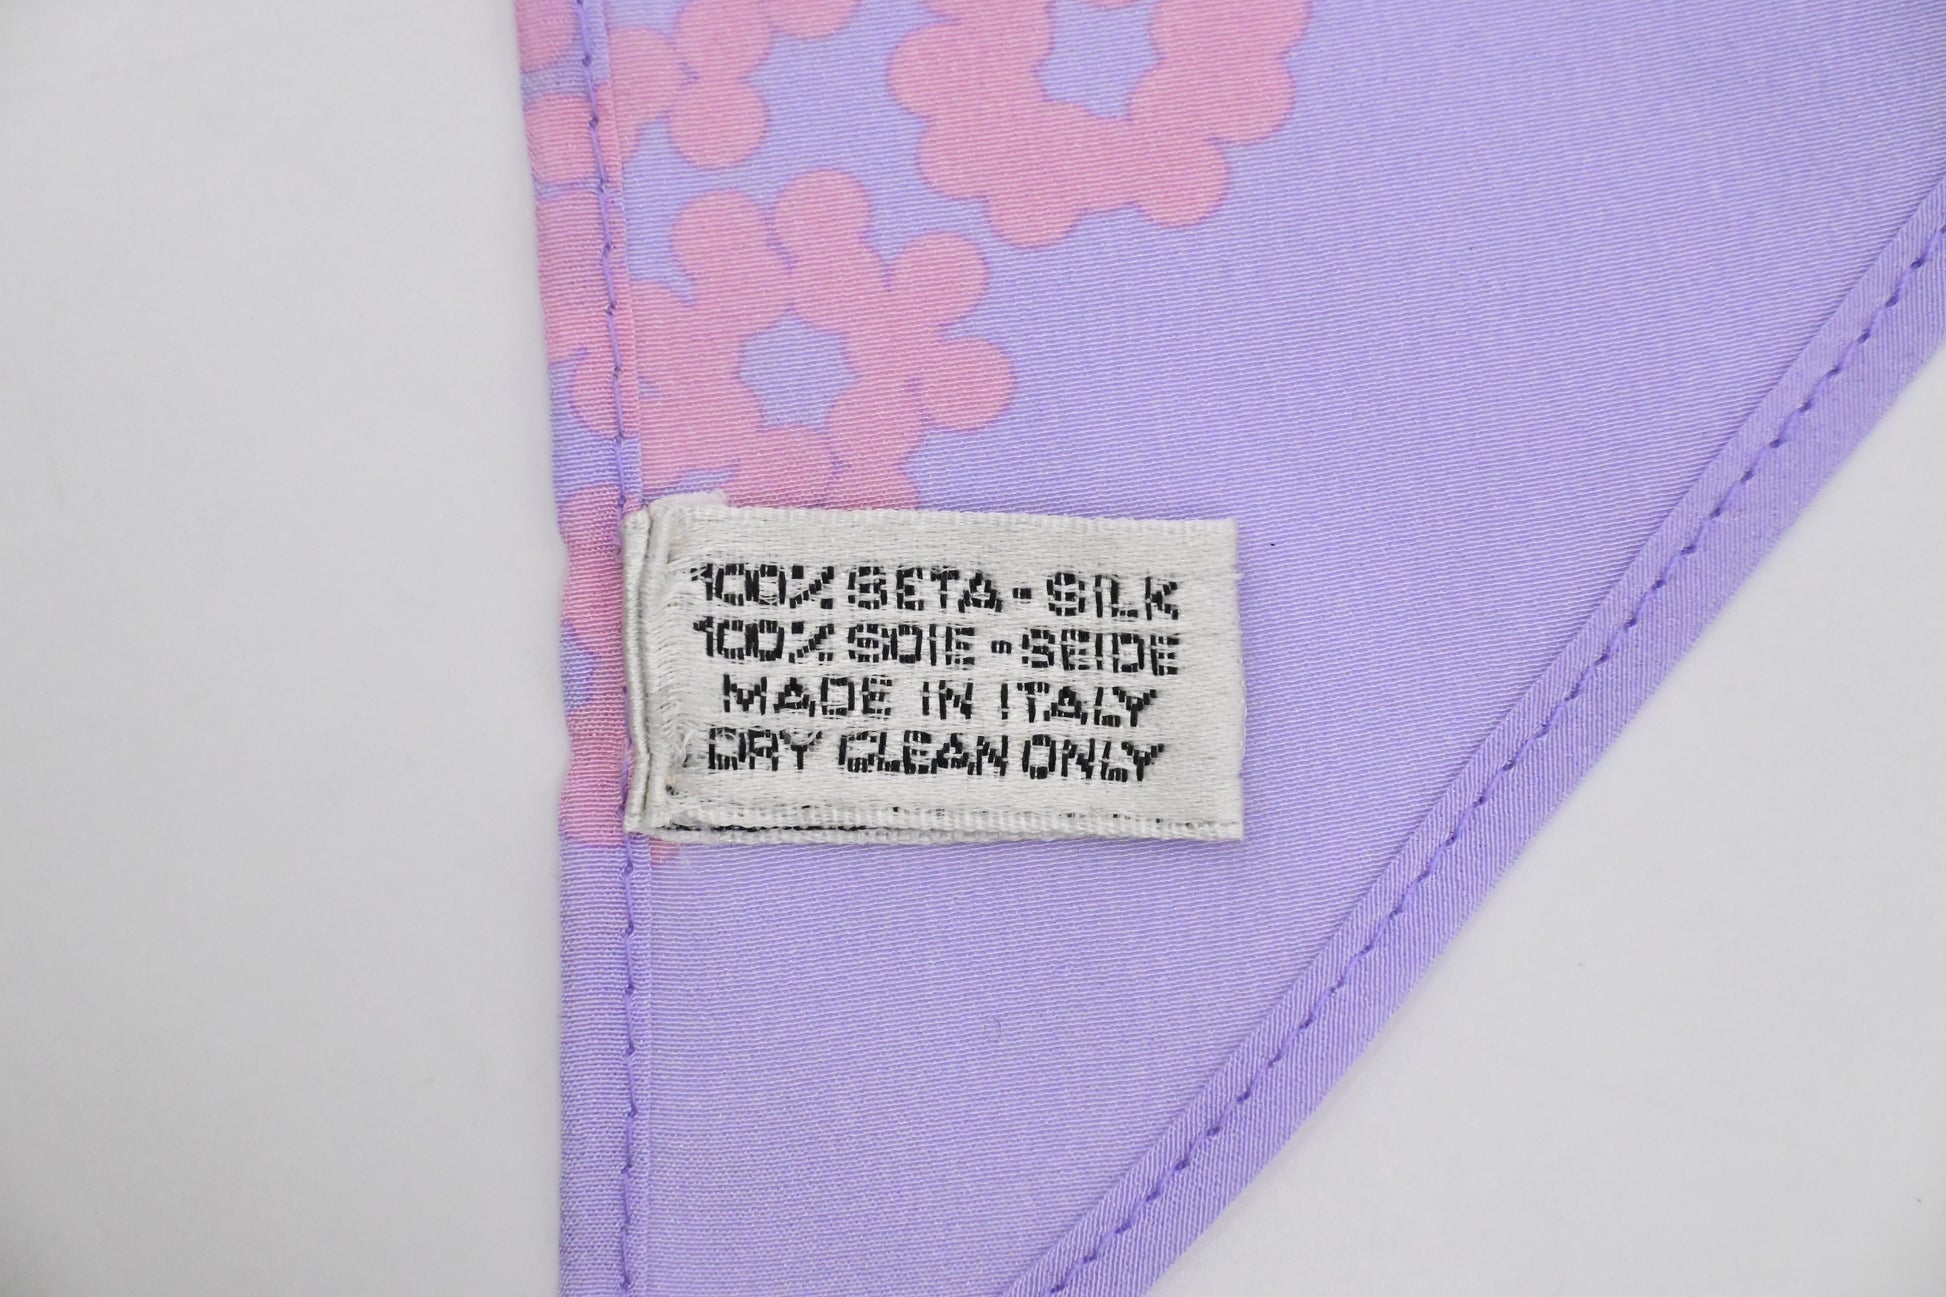 100% SETA-SILK
100% SOIE-SEIDE
MADE IN ITALY
DRY CLEAN ONLY